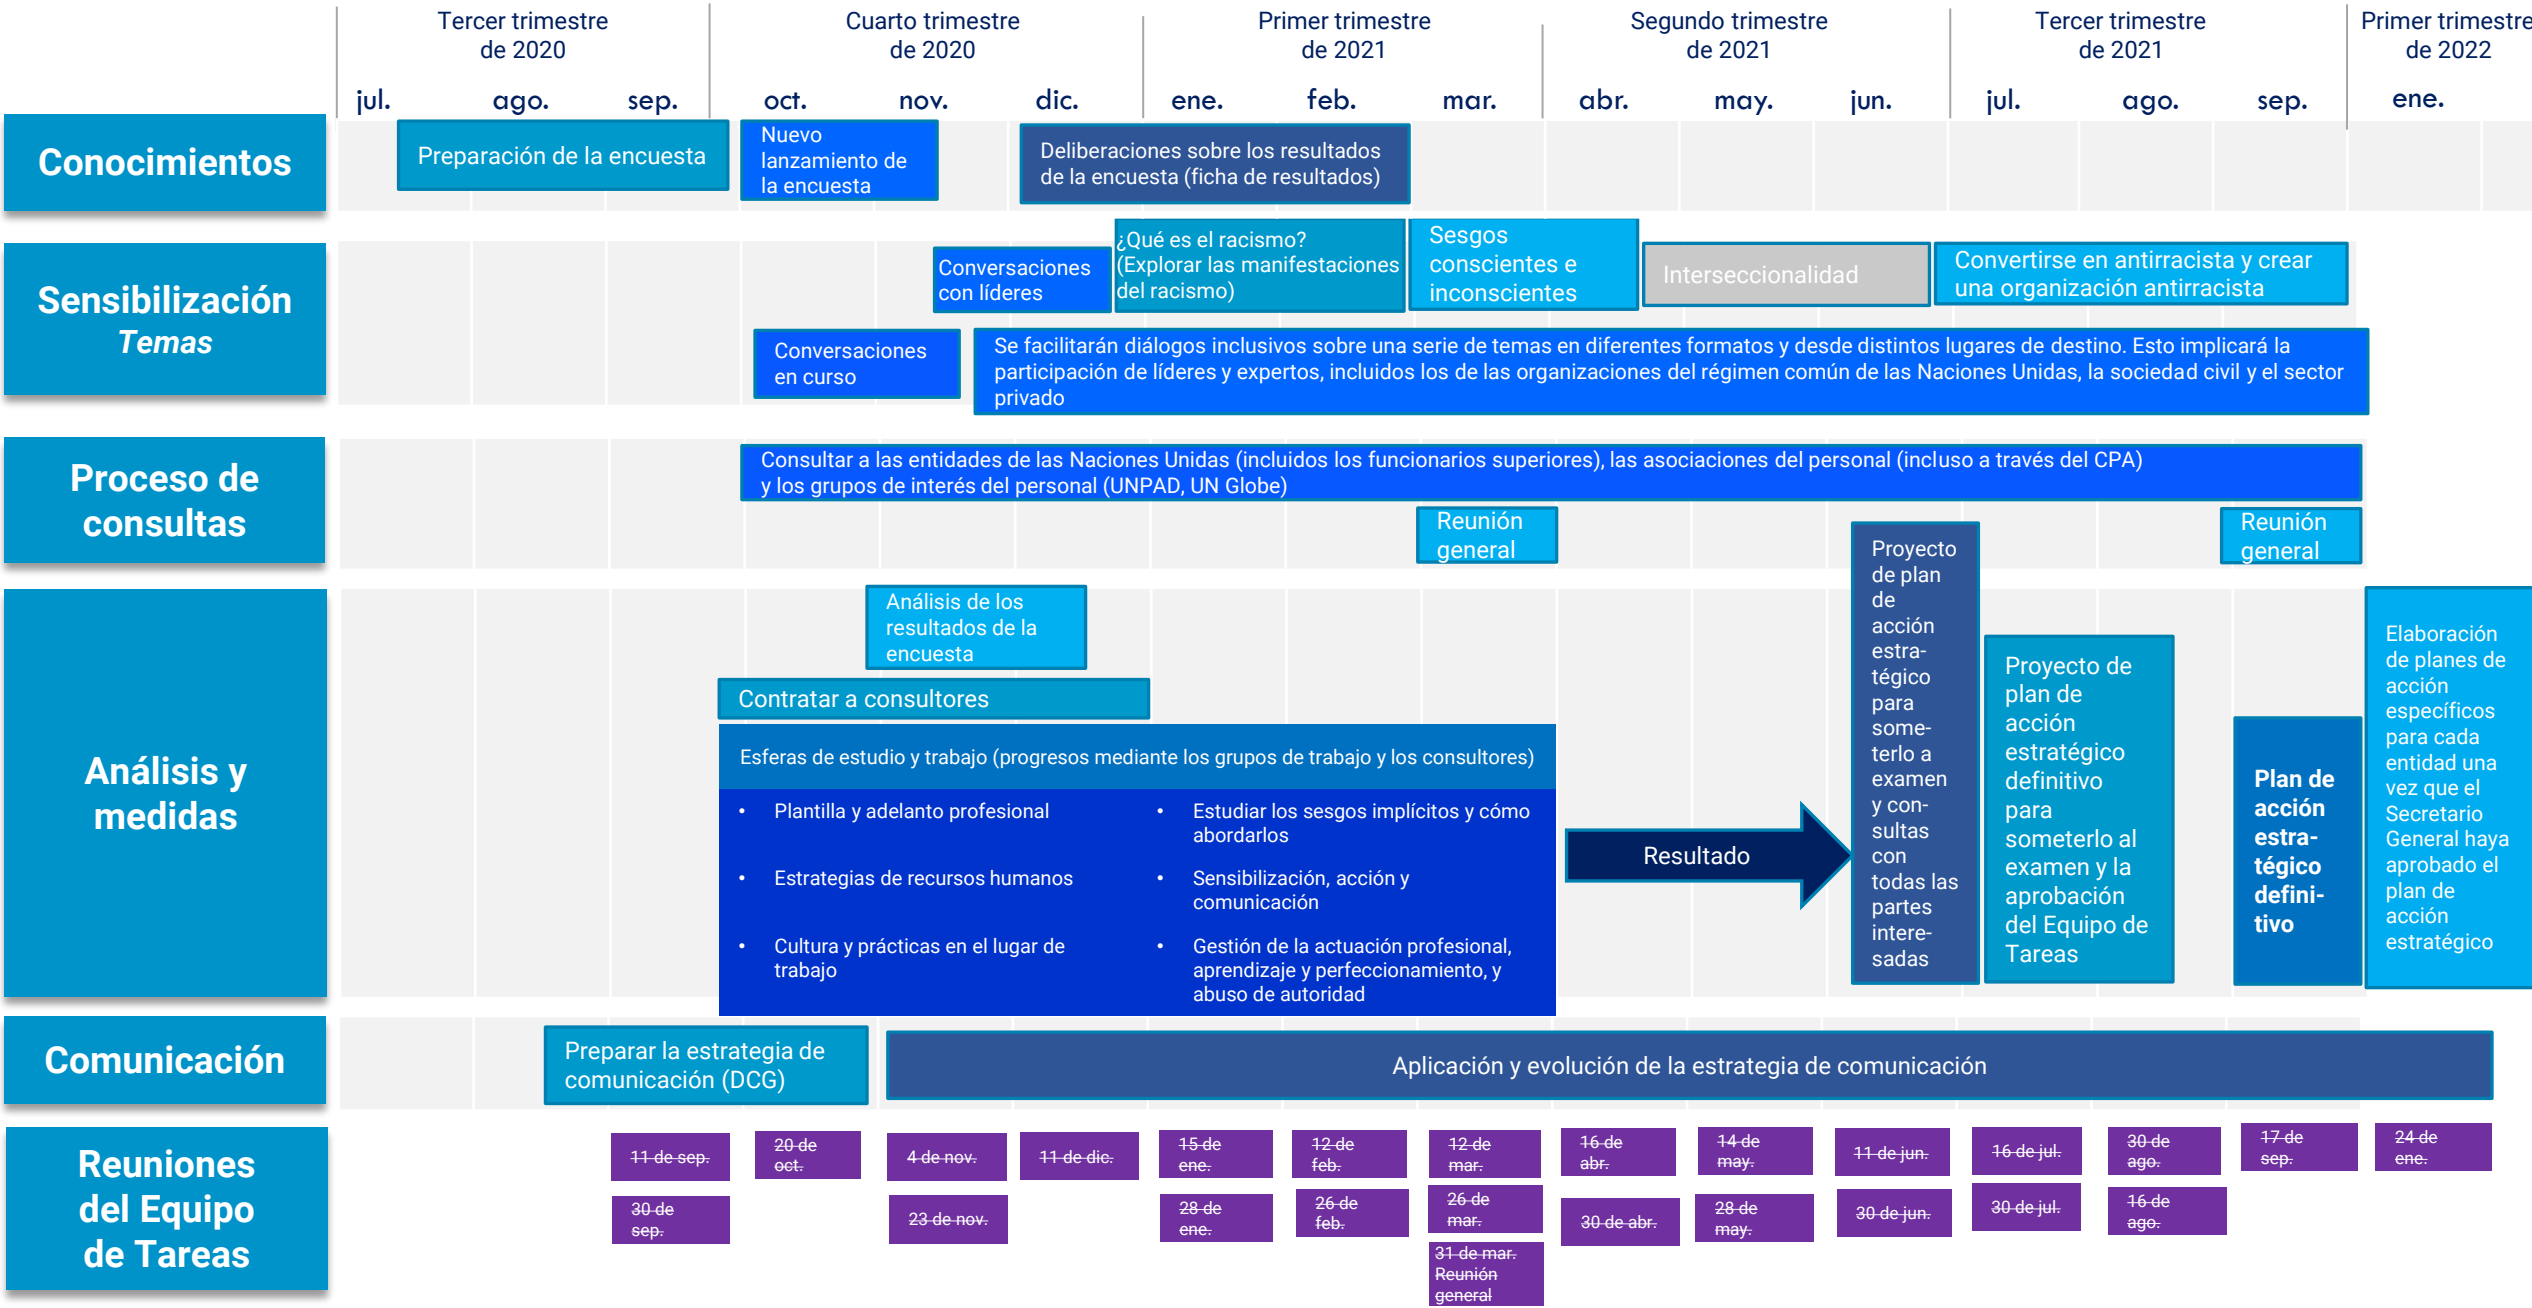 Tercer trimestre
de 2020
Cuarto trimestre
de 2020
Primer trimestre
de 2021
Segundo trimestre
de 2021
Tercer trimestre
de 2021
Primer trimestre
de 2022
jul. ago. sep. oct. nov. dic. ene. feb. mar. abr. may. jun. jul. ago. sep. ene.
Conocimientos
Preparación de la encuesta
Nuevo
lanzamiento de
la encuesta
Deliberaciones sobre los resultados
de la encuesta (ficha de resultados)
Sensibilización
Temas
Conversaciones
con líderes
¿Qué es el racismo?
(Explorar las manifestaciones
del racismo)
Sesgos
conscientes e
inconscientes
Interseccionalidad
Convertirse en antirracista y crear
una organización antirracista
Conversaciones
en curso
Se facilitarán diálogos inclusivos sobre una serie de temas en diferentes formatos y desde distintos lugares de destino. Esto implicará la
participación de líderes y expertos, incluidos los de las organizaciones del régimen común de las Naciones Unidas, la sociedad civil y el sector
privado
Proceso de
consultas
Consultar a las entidades de las Naciones Unidas (incluidos los funcionarios superiores), las asociaciones del personal (incluso a través del CPA)
y los grupos de interés del personal (UNPAD, UN Globe)
Reunión
general
Reunión
general
Análisis y
medidas
Análisis de los
resultados de la
encuesta
Contratar a consultores
Esferas de estudio y trabajo (progresos mediante los grupos de trabajo y los consultores)
• Plantilla y adelanto profesional
• Estrategias de recursos humanos
• Cultura y prácticas en el lugar de
trabajo
• Estudiar los sesgos implícitos y cómo
abordarlos
• Sensibilización, acción y
comunicación
• Gestión de la actuación profesional,
aprendizaje y perfeccionamiento, y
abuso de autoridad
Resultado
Proyecto
de plan
de
acción
estra-
tégico
para
some-
terlo a
examen
y con-
sultas
con
todas las
partes
intere-
sadas
Proyecto de
plan de
acción
estratégico
definitivo
para
someterlo al
examen y la
aprobación
del Equipo de
Tareas
Plan de
acción
estra-
tégico
defini-
tivo
Elaboración
de planes de
acción
específicos
para cada
entidad una
vez que el
Secretario
General haya
aprobado el
plan de
acción
estratégico
Comunicación
Preparar la estrategia de
comunicación (DCG)
Aplicación y evolución de la estrategia de comunicación
Reuniones
del Equipo
de Tareas
11 de sep.
20 de
oct.
4 de nov.
11 de dic.
15 de
ene.
12 de
feb.
12 de
mar.
16 de
abr.
14 de
may.
11 de jun.
16 de jul.
30 de
ago.
17 de
sep.
24 de
ene.
30 de
sep.
23 de nov.
28 de
ene.
26 de
feb.
26 de
mar.
30 de abr.
28 de
may.
30 de jun.
30 de jul.
16 de
ago.
31 de mar.
Reunión
general